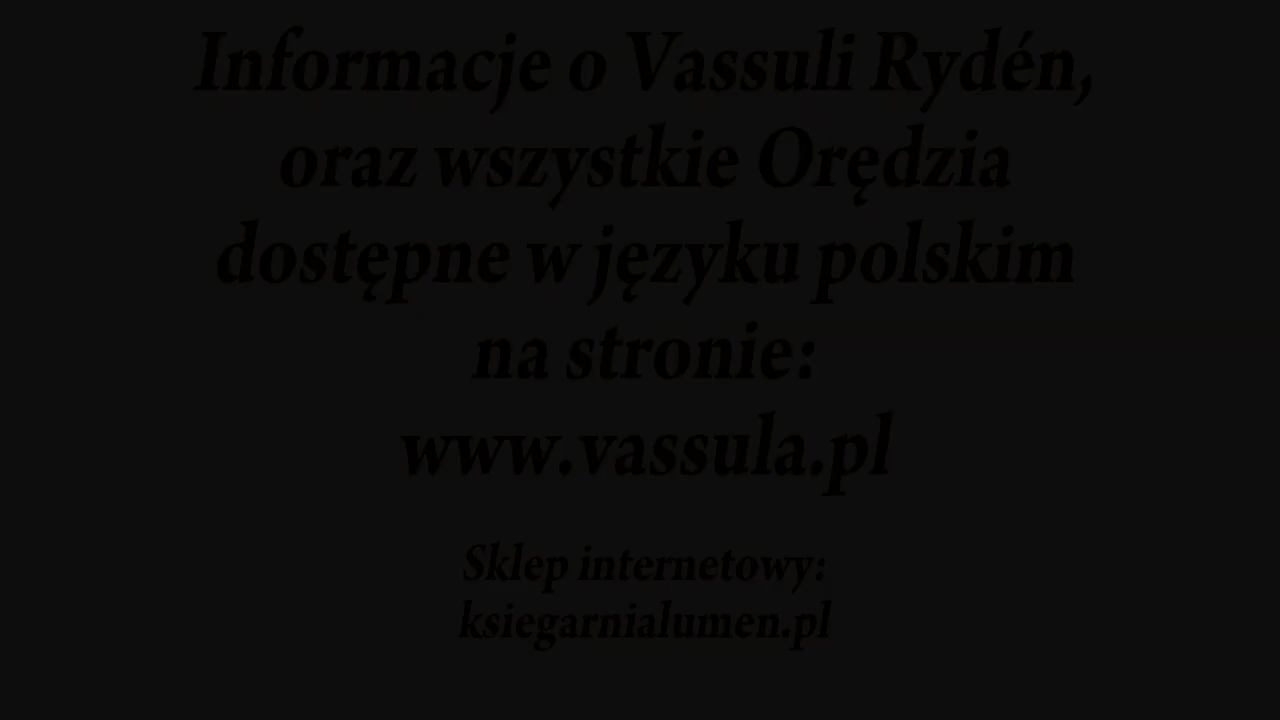 Informacje o Vassuli Rydén,
oraz wszystkie Orędzia
dostępne w języku polskim
na stronie:
www.vassula.pl
Sklep internetowy:
ksiegarnialumen.pl